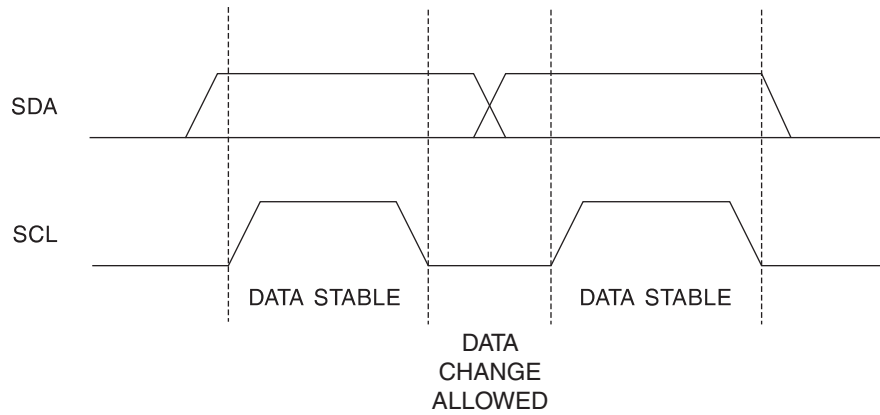 SDA
SCL
DATA STABLE
DATA STABLE
DATA
CHANGE
ALLOWED